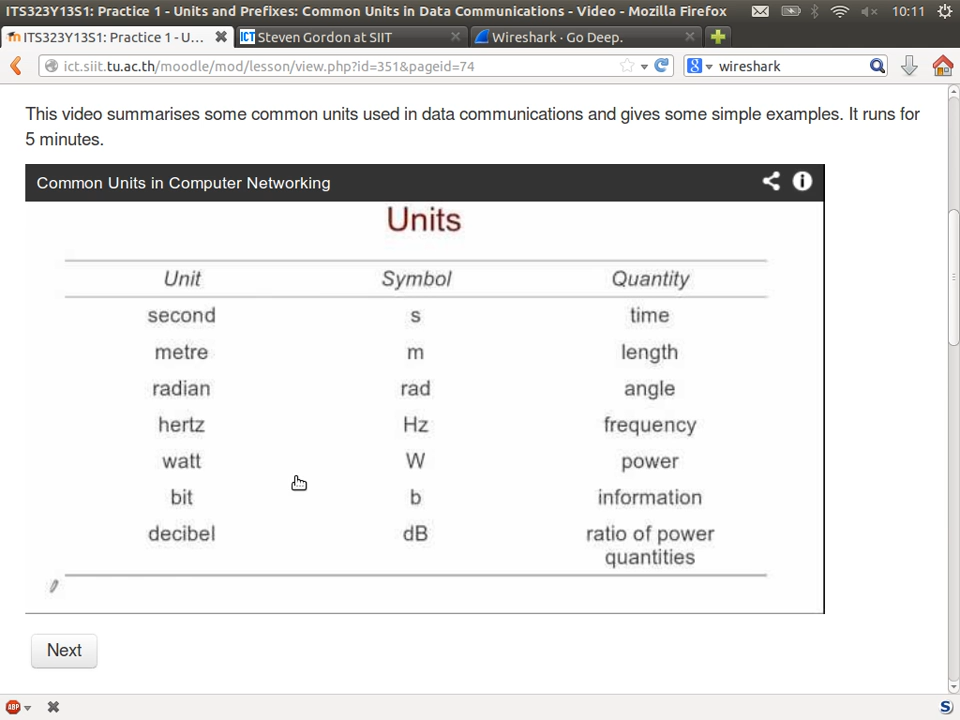 ITS323Y13S1: Practice 1 - Units and Prefixes: Common Units in Data Communications - Video - Mozilla Firefox 10:11
ITS323Y13S1: Practice 1 - U... ICT Steven Gordon at SIIT Wireshark · Go Deep.
ict.siit.tu.ac.th/moodle/mod/lesson/view.php?id=351&pageid=74 8 wireshark
This video summarises some common units used in data communications and gives some simple examples. It runs for
5 minutes.
Common Units in Computer Networking
Units
Unit Symbol Quantity
second s time
metre m length
radian rad angle
hertz Hz frequency
watt W power
bit b information
decibel dB ratio of power
quantities
Next
ABP S